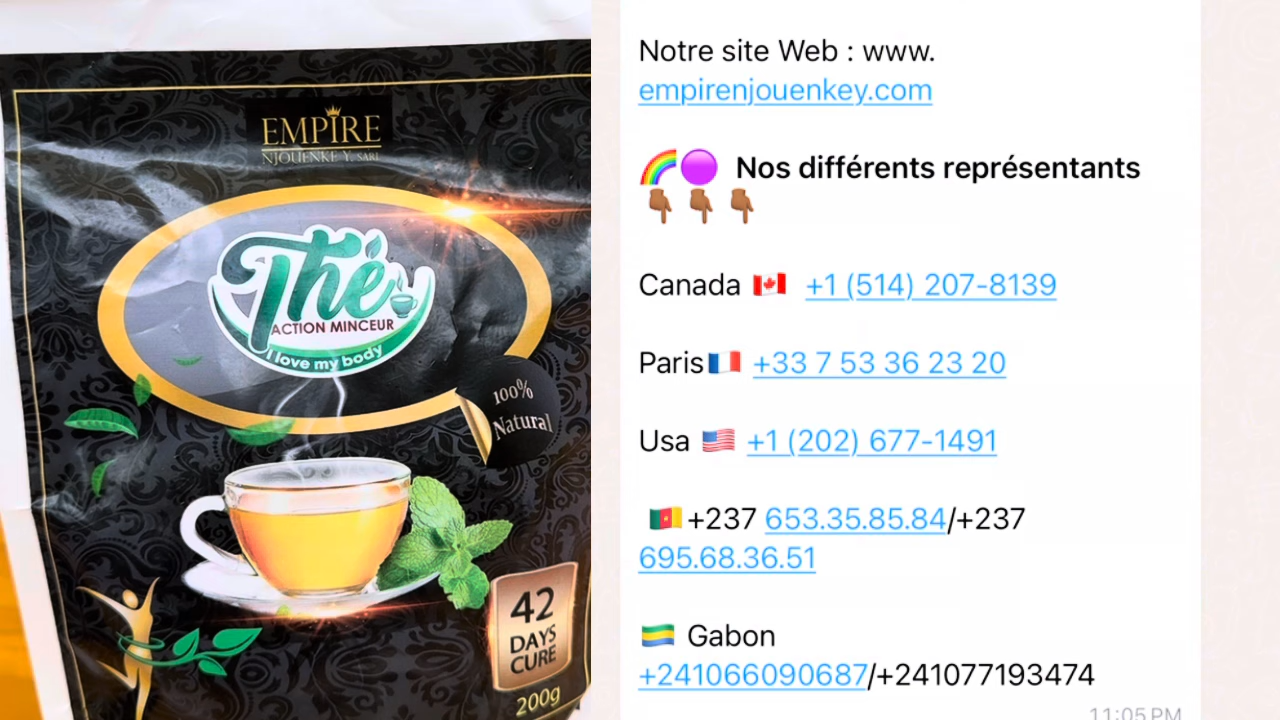 EMPIRE
NJOUENKE Y. SARL
Thé
ACTION MINCEUR
I love my body
100%
Natural
42
DAYS
CURE
200g
Notre site Web : www.
empirenjouenkey.com
Nos différents représentants
Canada 🇨🇦 +1 (514) 207-8139
Paris🇫🇷 +33 7 53 36 23 20
Usa 🇺🇸 +1 (202) 677-1491
🇨🇲+237 653.35.85.84/+237
695.68.36.51
🇬🇦 Gabon
+241066090687/+241077193474
11:05 PM